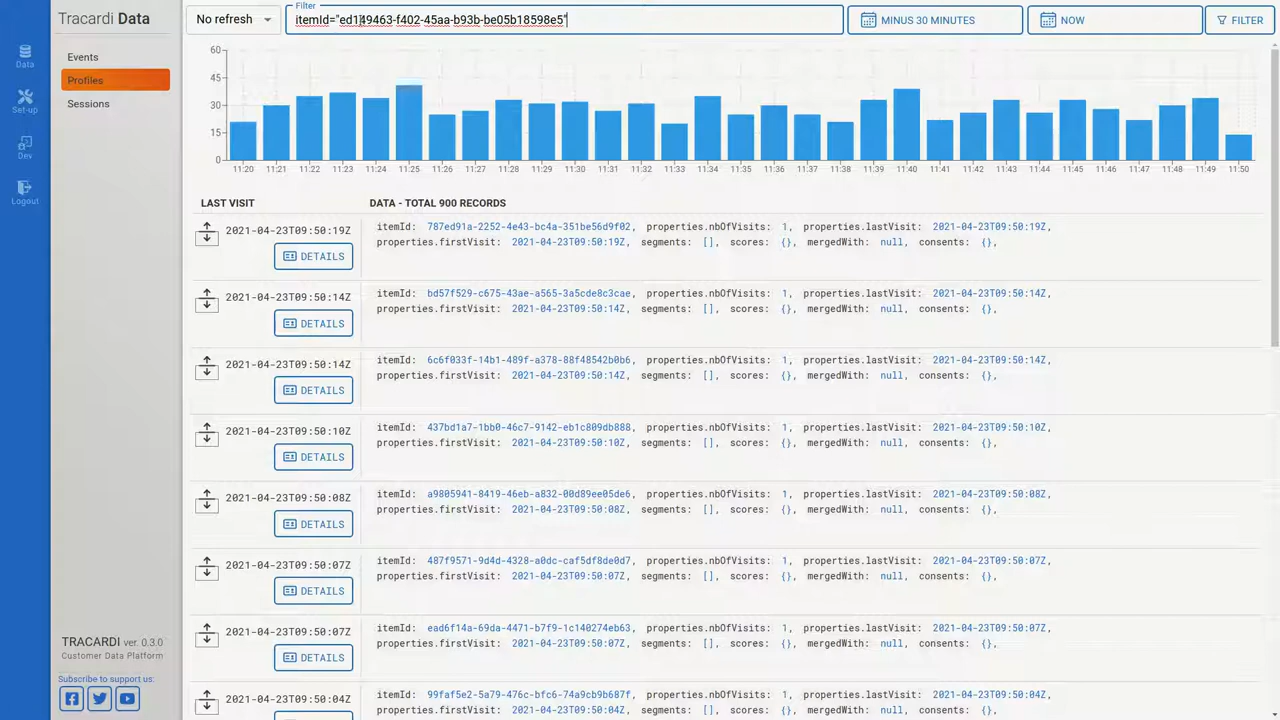 Tracardi Data
Data
Set-up
Dev
Logout
Events
Profiles
Sessions
TRACARDI ver. 0.3.0
Customer Data Platform
Subscribe to support us:
No refresh
Filter
itemId="ed149463-f402-45aa-b93b-be05b18598e5"
MINUS 30 MINUTES
NOW
FILTER
60
45
30
15
0
11:20 11:21 11:22 11:23 11:24 11:25 11:26 11:27 11:28 11:29 11:30 11:31 11:32 11:33 11:34 11:35 11:36 11:37 11:38 11:39 11:40 11:41 11:42 11:43 11:44 11:45 11:46 11:47 11:48 11:49 11:50
LAST VISIT DATA - TOTAL 900 RECORDS
2021-04-23T09:50:19Z
DETAILS
itemId: 787ed91a-2252-4e43-bc4a-351be56d9f02, properties.nbOfVisits: 1, properties.lastVisit: 2021-04-23T09:50:19Z,
properties.firstVisit: 2021-04-23T09:50:19Z, segments: [], scores: {}, mergedWith: null, consents: {},
2021-04-23T09:50:14Z
DETAILS
itemId: bd57f529-c675-43ae-a565-3a5cde8c3cae, properties.nbOfVisits: 1, properties.lastVisit: 2021-04-23T09:50:14Z,
properties.firstVisit: 2021-04-23T09:50:14Z, segments: [], scores: {}, mergedWith: null, consents: {},
2021-04-23T09:50:14Z
DETAILS
itemId: 6c6f033f-14b1-489f-a378-88f48542b0b6, properties.nbOfVisits: 1, properties.lastVisit: 2021-04-23T09:50:14Z,
properties.firstVisit: 2021-04-23T09:50:14Z, segments: [], scores: {}, mergedWith: null, consents: {},
2021-04-23T09:50:10Z
DETAILS
itemId: 437bd1a7-1bb0-46c7-9142-eb1c809db888, properties.nbOfVisits: 1, properties.lastVisit: 2021-04-23T09:50:10Z,
properties.firstVisit: 2021-04-23T09:50:10Z, segments: [], scores: {}, mergedWith: null, consents: {},
2021-04-23T09:50:08Z
DETAILS
itemId: a9805941-8419-46eb-a832-00d89ee05de6, properties.nbOfVisits: 1, properties.lastVisit: 2021-04-23T09:50:08Z,
properties.firstVisit: 2021-04-23T09:50:08Z, segments: [], scores: {}, mergedWith: null, consents: {},
2021-04-23T09:50:07Z
DETAILS
itemId: 487f9571-9d4d-4328-a0dc-caf5df8de0d7, properties.nbOfVisits: 1, properties.lastVisit: 2021-04-23T09:50:07Z,
properties.firstVisit: 2021-04-23T09:50:07Z, segments: [], scores: {}, mergedWith: null, consents: {},
2021-04-23T09:50:07Z
DETAILS
itemId: ead6f14a-69da-4471-b7f9-1c140274eb63, properties.nbOfVisits: 1, properties.lastVisit: 2021-04-23T09:50:07Z,
properties.firstVisit: 2021-04-23T09:50:07Z, segments: [], scores: {}, mergedWith: null, consents: {},
2021-04-23T09:50:04Z
DETAILS
itemId: 99faf5e2-5a79-476c-bfc6-74a9cb9b687f, properties.nbOfVisits: 1, properties.lastVisit: 2021-04-23T09:50:04Z,
properties.firstVisit: 2021-04-23T09:50:04Z, segments: [], scores: {}, mergedWith: null, consents: {},